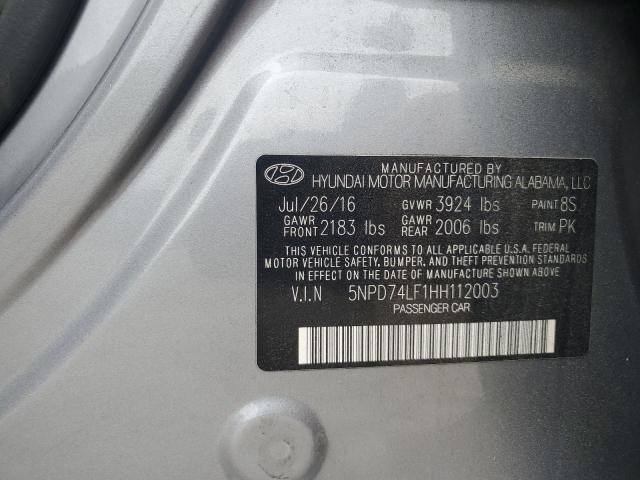 MANUFACTURED BY
HYUNDAI MOTOR MANUFACTURING ALABAMA, LLC
Jul/26/16 GVWR 3924 lbs PAINT 8S
GAWR FRONT 2183 lbs GAWR REAR 2006 lbs TRIM PK
THIS VEHICLE CONFORMS TO ALL APPLICABLE U.S.A. FEDERAL
MOTOR VEHICLE SAFETY, BUMPER, AND THEFT PREVENTION STANDARDS
IN EFFECT ON THE DATE OF MANUFACTURE SHOWN ABOVE
V.I.N 5NPD74LF1HH112003
PASSENGER CAR